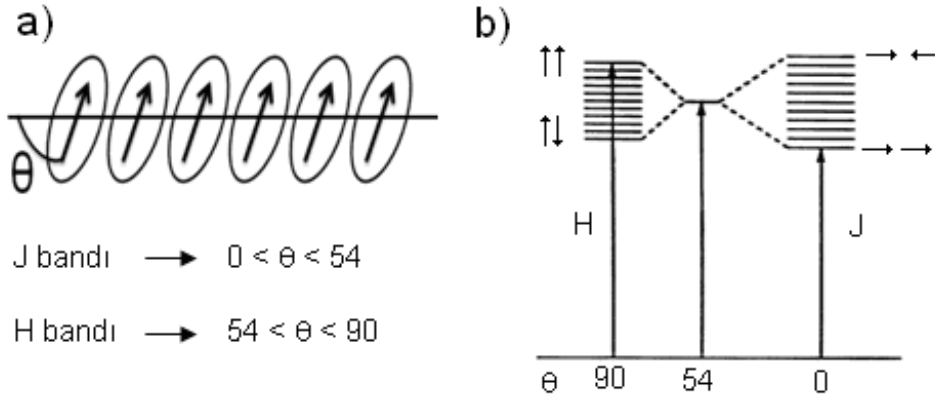 a)
θ
J bandı → 0 < θ < 54
H bandı → 54 < θ < 90
b)
↑↑ → ←
↑↓ → →
H J
θ 90 54 0